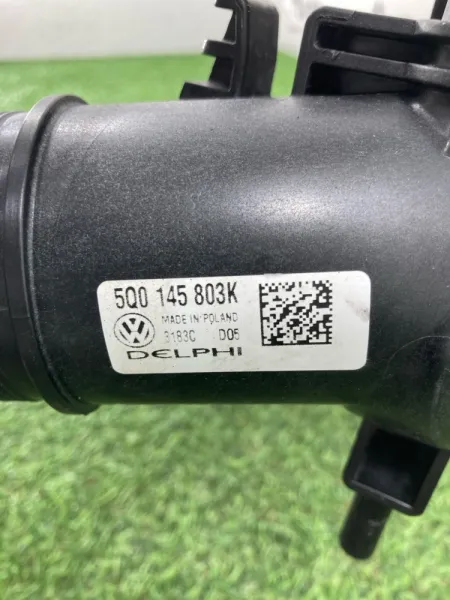 5Q0 145 803K
MADE IN POLAND
3183C D05
DELPHI